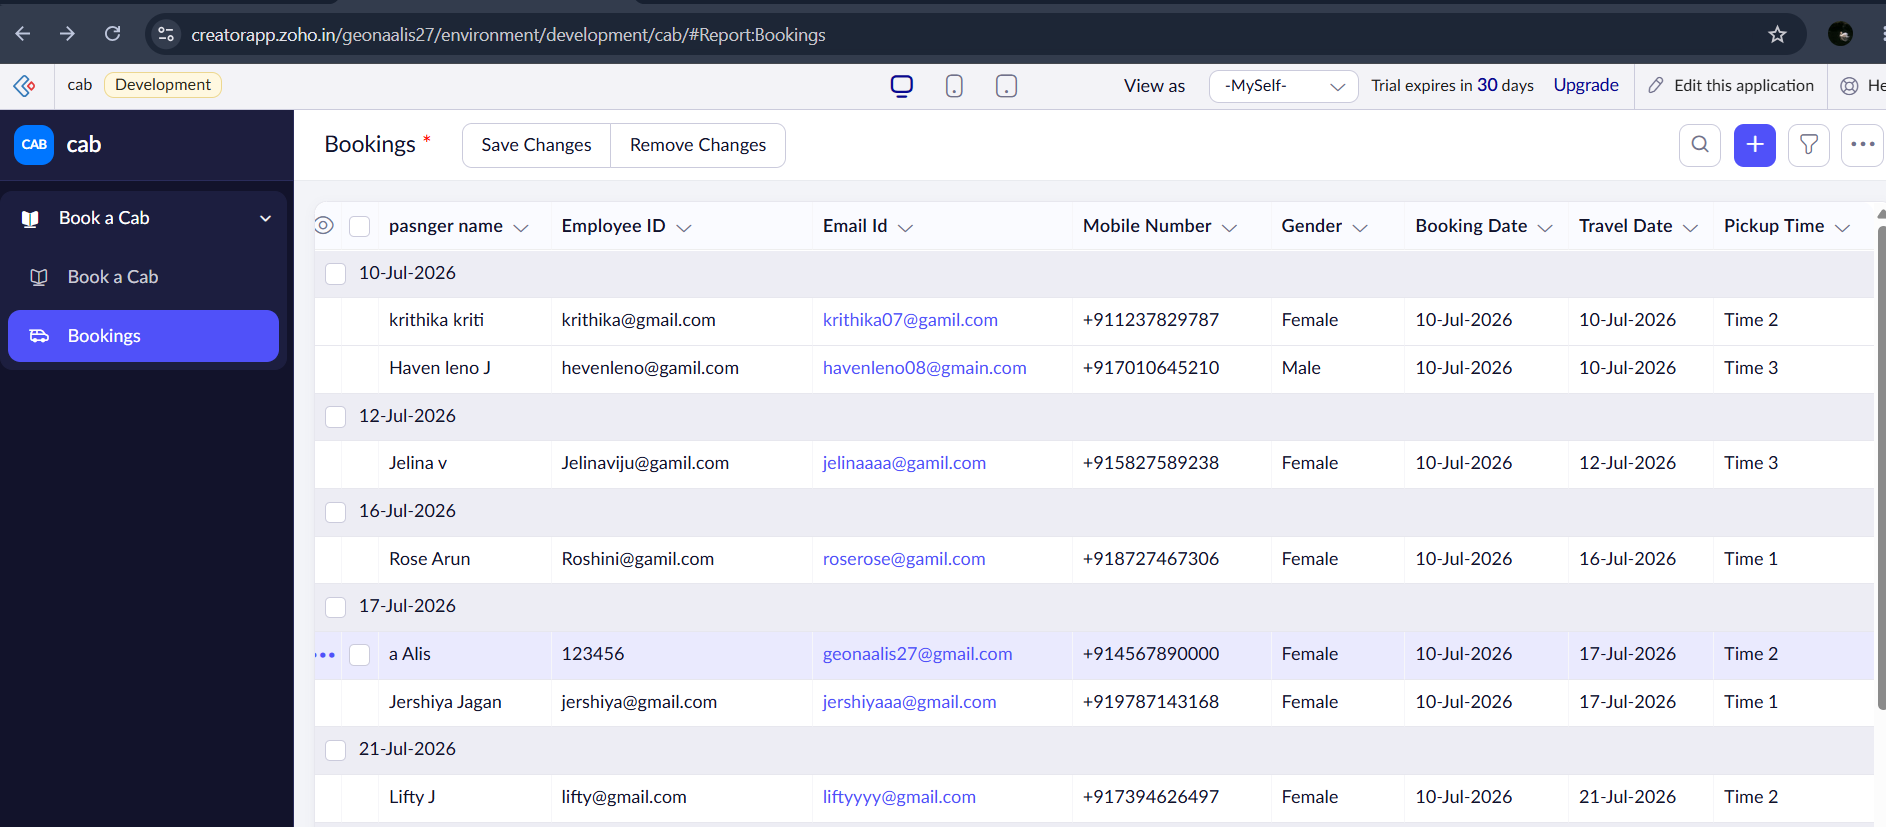 creatorapp.zoho.in/geonaalis27/environment/development/cab/#Report:Bookings
cab Development View as -MySelf- Trial expires in 30 days Upgrade Edit this application He
CAB cab Bookings * Save Changes Remove Changes
Book a Cab
Book a Cab
Bookings
pasnger name Employee ID Email Id Mobile Number Gender Booking Date Travel Date Pickup Time
10-Jul-2026
krithika kriti krithika@gmail.com krithika07@gamil.com +911237829787 Female 10-Jul-2026 10-Jul-2026 Time 2
Haven leno J hevenleno@gamil.com havenleno08@gmain.com +917010645210 Male 10-Jul-2026 10-Jul-2026 Time 3
12-Jul-2026
Jelina v Jelinaviju@gamil.com jelinaaaa@gamil.com +915827589238 Female 10-Jul-2026 12-Jul-2026 Time 3
16-Jul-2026
Rose Arun Roshini@gamil.com roserose@gamil.com +918727467306 Female 10-Jul-2026 16-Jul-2026 Time 1
17-Jul-2026
a Alis 123456 geonaalis27@gmail.com +914567890000 Female 10-Jul-2026 17-Jul-2026 Time 2
Jershiya Jagan jershiya@gmail.com jershiyaaa@gmail.com +919787143168 Female 10-Jul-2026 17-Jul-2026 Time 1
21-Jul-2026
Lifty J lifty@gmail.com liftyyyy@gmail.com +917394626497 Female 10-Jul-2026 21-Jul-2026 Time 2